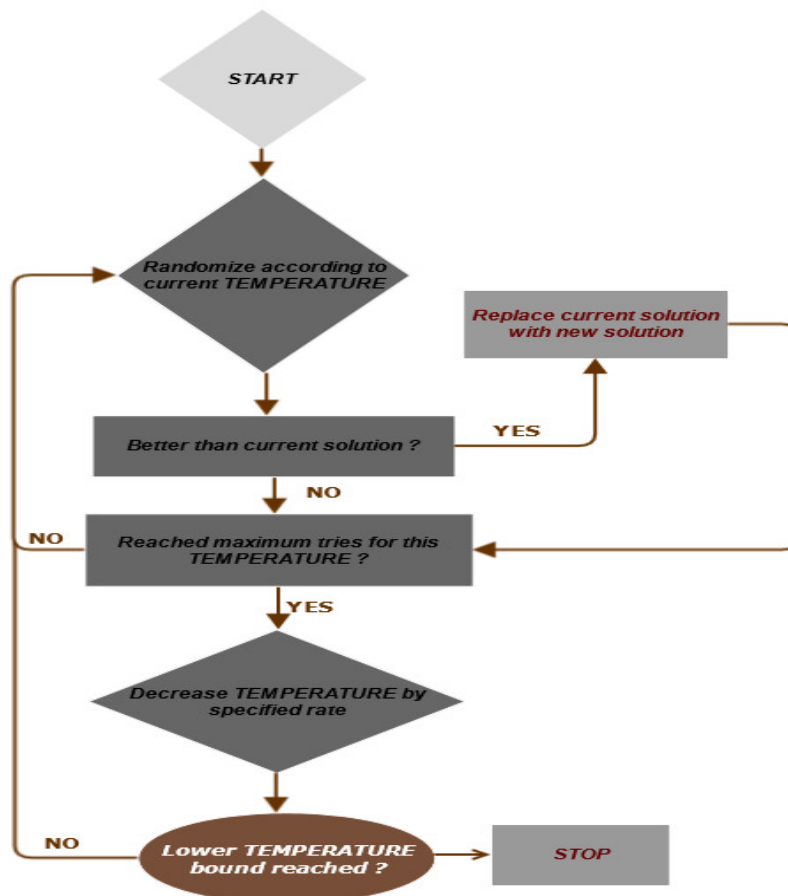 START
Randomize according to
current TEMPERATURE
Replace current solution
with new solution
Better than current solution ?
YES
NO
Reached maximum tries for this
TEMPERATURE ?
NO
YES
Decrease TEMPERATURE by
specified rate
Lower TEMPERATURE
bound reached ?
NO
STOP